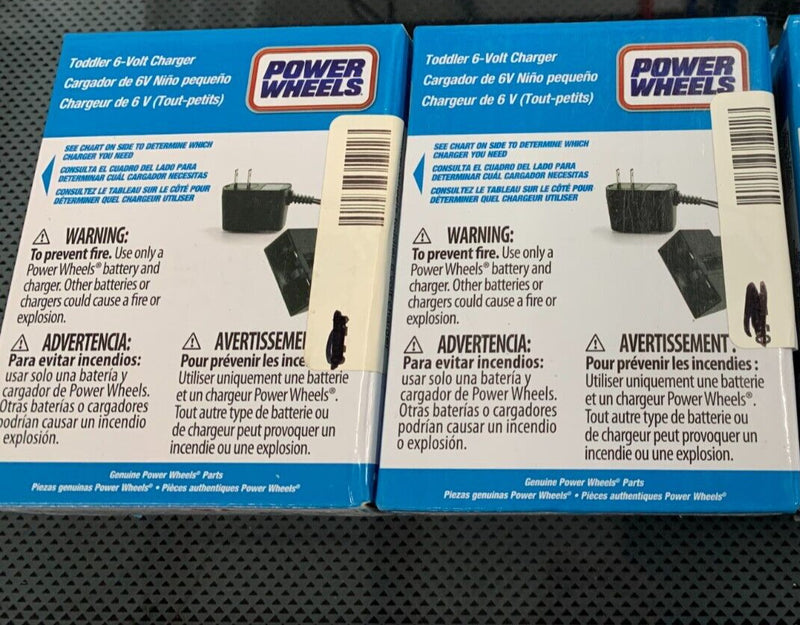 Toddler 6-Volt Charger
Cargador de 6V Niño pequeño
Chargeur de 6 V (Tout-petits)
POWER
WHEELS
SEE CHART ON SIDE TO DETERMINE WHICH
CHARGER YOU NEED
CONSULTA EL CUADRO DEL LADO PARA
DETERMINAR CUÁL CARGADOR NECESITAS
CONSULTEZ LE TABLEAU SUR LE CÔTÉ POUR
DÉTERMINER QUEL CHARGEUR UTILISER
WARNING:
To prevent fire. Use only a
Power Wheels® battery and
charger. Other batteries or
chargers could cause a fire or
explosion.
ADVERTENCIA:
Para evitar incendios:
usar solo una batería y
cargador de Power Wheels.
Otras baterías o cargadores
podrían causar un incendio
o explosión.
AVERTISSEME
Pour prévenir les ince
Utiliser uniquement une batterie
et un chargeur Power Wheels®.
Tout autre type de batterie ou
de chargeur peut provoquer un
incendie ou une explosion.
Genuine Power Wheels® Parts
Piezas genuinas Power Wheels® • Pièces authentiques Power Wheels®
Toddler 6-Volt Charger
Cargador de 6V Niño pequeño
Chargeur de 6 V (Tout-petits)
POWER
WHEELS
SEE CHART ON SIDE TO DETERMINE WHICH
CHARGER YOU NEED
CONSULTA EL CUADRO DEL LADO PARA
DETERMINAR CUÁL CARGADOR NECESITAS
CONSULTEZ LE TABLEAU SUR LE CÔTÉ POUR
DÉTERMINER QUEL CHARGEUR UTILISER
WARNING:
To prevent fire. Use only a
Power Wheels® battery and
charger. Other batteries or
chargers could cause a fire or
explosion.
ADVERTENCIA:
Para evitar incendios:
usar solo una batería y
cargador de Power Wheels.
Otras baterías o cargadores
podrían causar un incendio
o explosión.
AVERTISSEMENT :
Pour prévenir les incendies :
Utiliser uniquement une batterie
et un chargeur Power Wheels®.
Tout autre type de batterie ou
de chargeur peut provoquer un
incendie ou une explosion.
Genuine Power Wheels® Parts
Piezas genuinas Power Wheels® • Pièces authentiques Power Wheels®